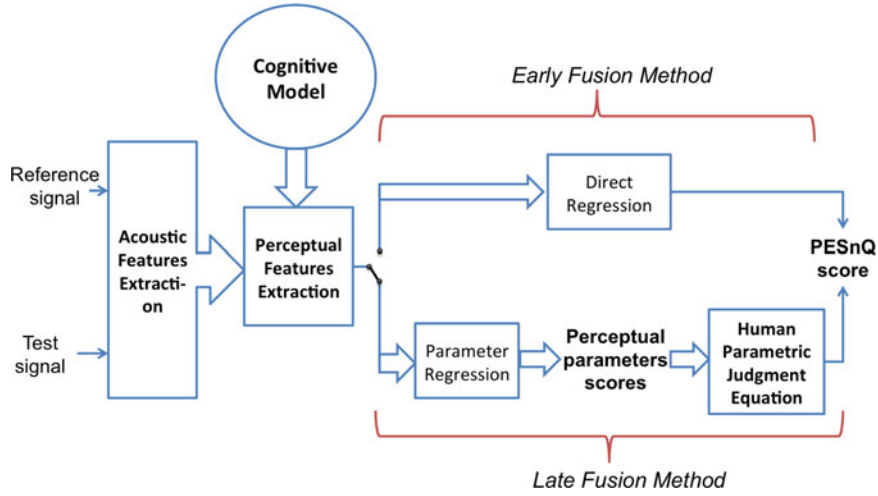 Cognitive
Model
Early Fusion Method
Reference
signal
Test
signal
Acoustic
Features
Extracti-
on
Perceptual
Features
Extraction
Direct
Regression
PESnQ
score
Parameter
Regression
Perceptual
parameters
scores
Human
Parametric
Judgment
Equation
Late Fusion Method